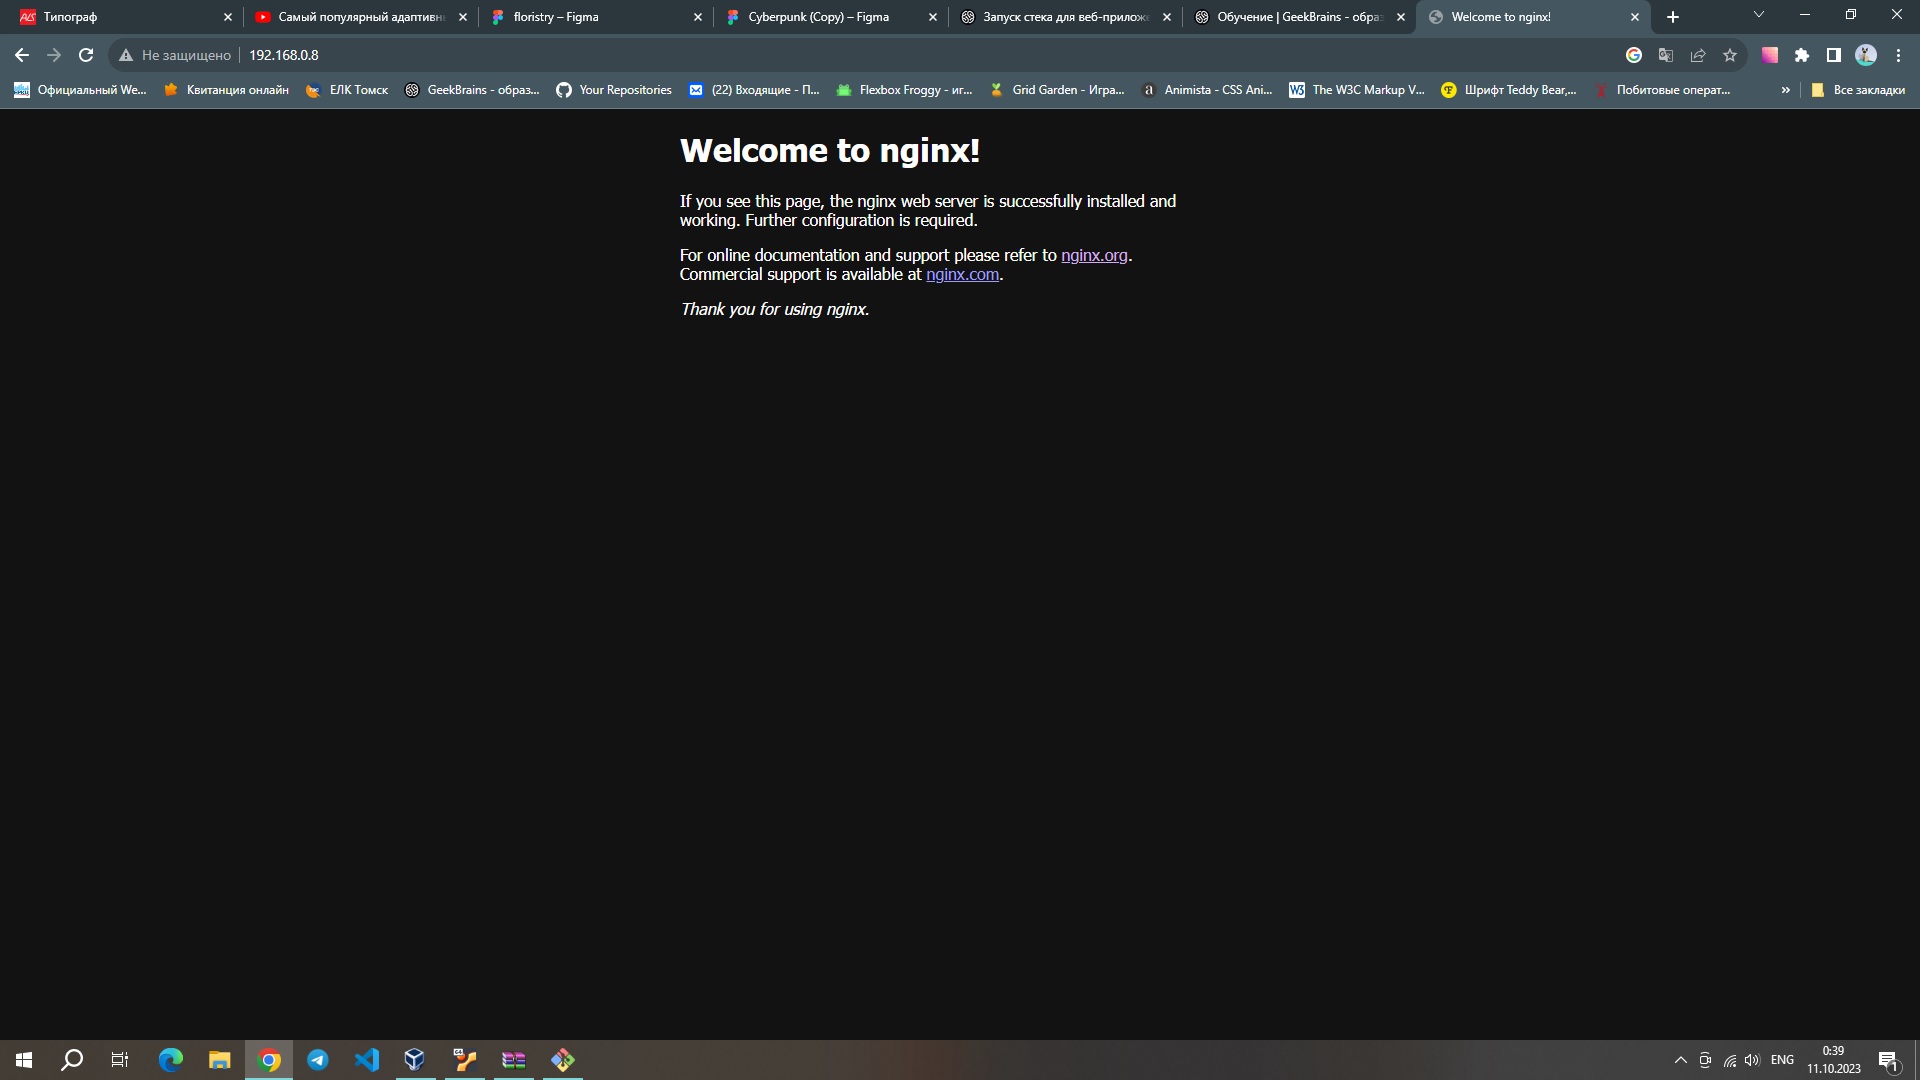 Типограф
Самый популярный адаптивн
floristry – Figma
Cyberpunk (Copy) – Figma
Запуск стека для веб-прилож
Обучение | GeekBrains - образ
Welcome to nginx!
Не защищено
192.168.0.8
Официальный We...
Квитанция онлайн
ЕЛК Томск
GeekBrains - образ...
Your Repositories
(22) Входящие - П...
Flexbox Froggy - иг...
Grid Garden - Игра...
Animista - CSS Ani...
The W3C Markup V...
Шрифт Teddy Bear,...
Побитовые операт...
»
Все закладки
Welcome to nginx!
If you see this page, the nginx web server is successfully installed and
working. Further configuration is required.
For online documentation and support please refer to nginx.org.
Commercial support is available at nginx.com.
Thank you for using nginx.
ENG
0:39
11.10.2023
1